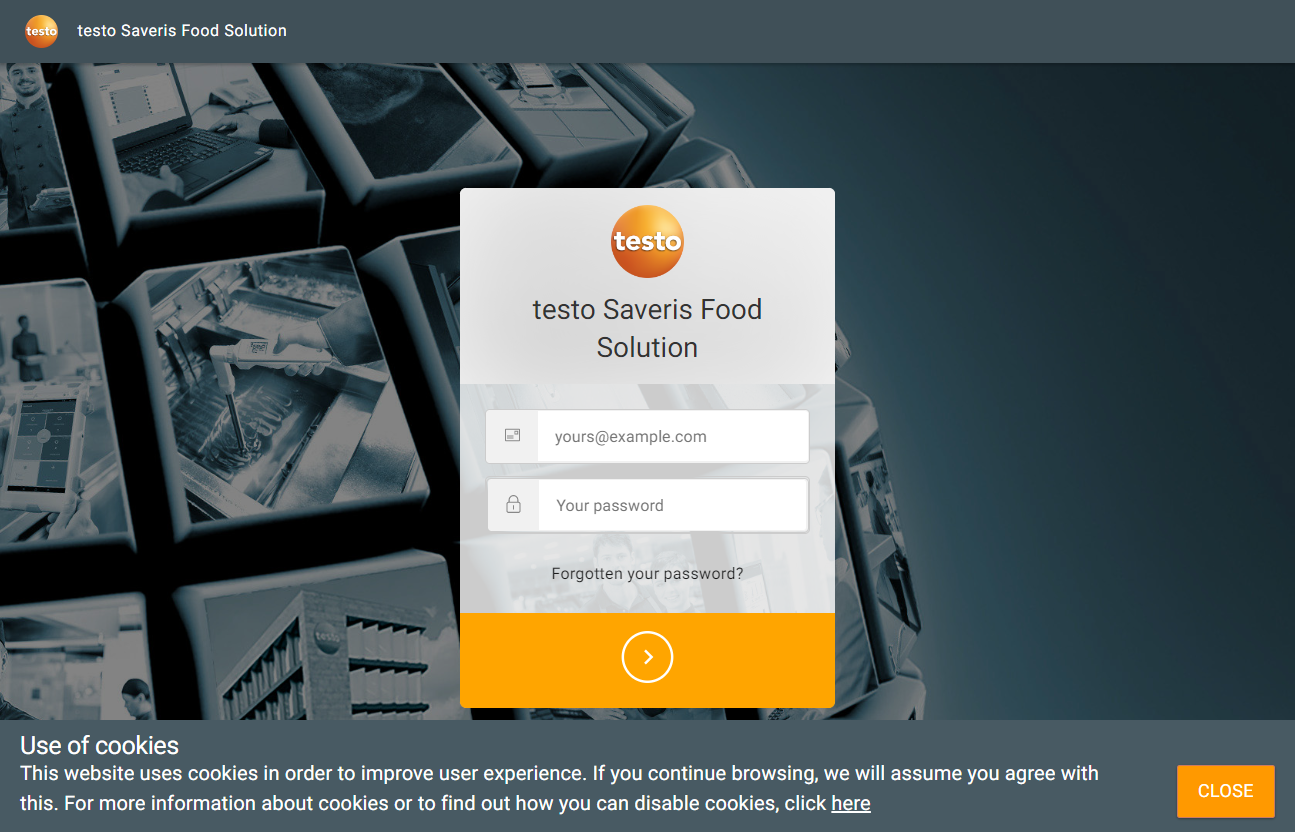 testo
testo Saveris Food Solution
testo
testo Saveris Food
Solution
yours@example.com
Your password
Forgotten your password?
testo
Use of cookies
This website uses cookies in order to improve user experience. If you continue browsing, we will assume you agree with
this. For more information about cookies or to find out how you can disable cookies, click here
CLOSE